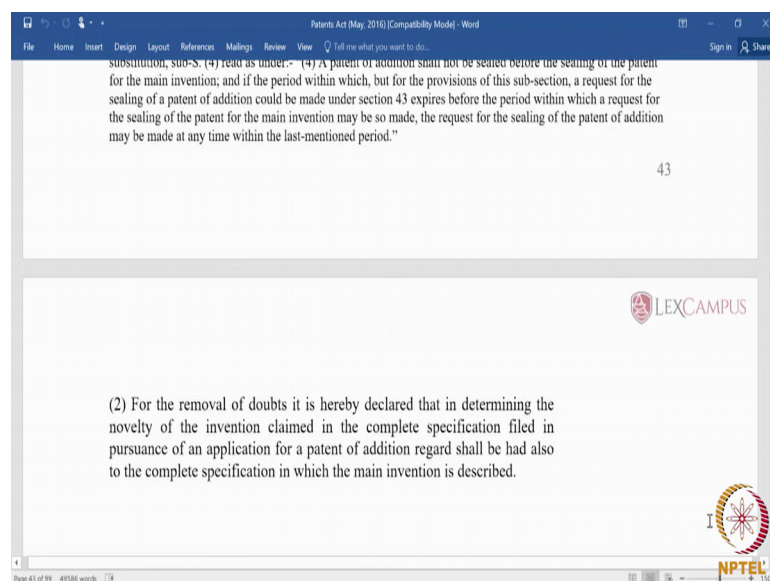 Patents Act (May, 2016) [Compatibility Mode] - Word
File Home Insert Design Layout References Mailings Review View Tell me what you want to do... Sign in Share
substitution, sub-S. (4) read as under:- "(4) A patent of addition shall not be sealed before the sealing of the patent
for the main invention; and if the period within which, but for the provisions of this sub-section, a request for the
sealing of a patent of addition could be made under section 43 expires before the period within which a request for
the sealing of the patent for the main invention may be so made, the request for the sealing of the patent of addition
may be made at any time within the last-mentioned period."
43
LEXCAMPUS
(2) For the removal of doubts it is hereby declared that in determining the
novelty of the invention claimed in the complete specification filed in
pursuance of an application for a patent of addition regard shall be had also
to the complete specification in which the main invention is described.
NPTEL
Page 43 of 99 49586 words